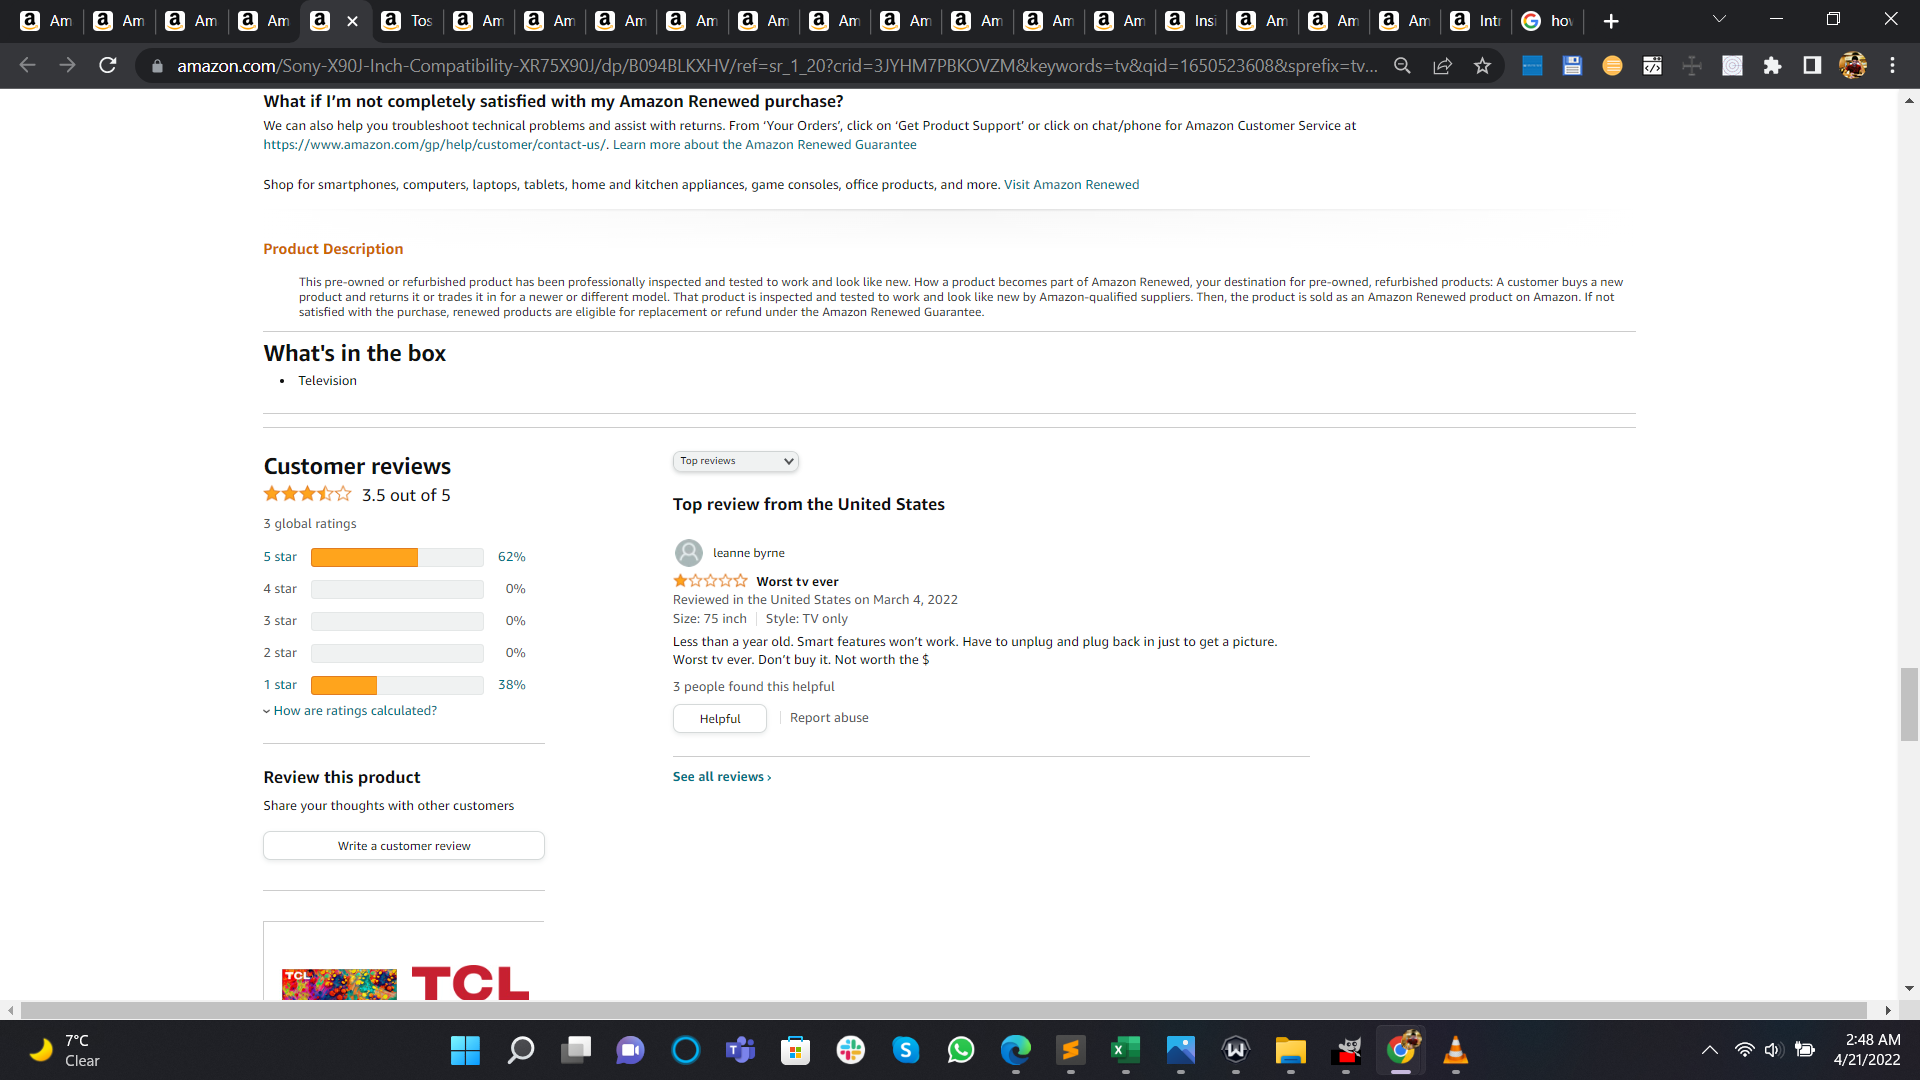 Am
Am
Am
Am
Tos
Am
Am
Am
Am
Am
Am
Am
Am
Am
Am
Insi
Am
Am
Am
Intr
how
amazon.com/Sony-X90J-Inch-Compatibility-XR75X90J/dp/B094BLKXHV/ref=sr_1_20?crid=3JYHM7PBKOVZM&keywords=tv&qid=1650523608&sprefix=tv...
What if I’m not completely satisfied with my Amazon Renewed purchase?
We can also help you troubleshoot technical problems and assist with returns. From ‘Your Orders’, click on ‘Get Product Support’ or click on chat/phone for Amazon Customer Service at
https://www.amazon.com/gp/help/customer/contact-us/. Learn more about the Amazon Renewed Guarantee
Shop for smartphones, computers, laptops, tablets, home and kitchen appliances, game consoles, office products, and more. Visit Amazon Renewed
Product Description
This pre-owned or refurbished product has been professionally inspected and tested to work and look like new. How a product becomes part of Amazon Renewed, your destination for pre-owned, refurbished products: A customer buys a new
product and returns it or trades it in for a newer or different model. That product is inspected and tested to work and look like new by Amazon-qualified suppliers. Then, the product is sold as an Amazon Renewed product on Amazon. If not
satisfied with the purchase, renewed products are eligible for replacement or refund under the Amazon Renewed Guarantee.
What's in the box
• Television
Customer reviews
3.5 out of 5
3 global ratings
5 star 62%
4 star 0%
3 star 0%
2 star 0%
1 star 38%
How are ratings calculated?
Review this product
Share your thoughts with other customers
Write a customer review
TCL
TCL
Top reviews
Top review from the United States
leanne byrne
Worst tv ever
Reviewed in the United States on March 4, 2022
Size: 75 inch | Style: TV only
Less than a year old. Smart features won’t work. Have to unplug and plug back in just to get a picture.
Worst tv ever. Don’t buy it. Not worth the $
3 people found this helpful
Helpful | Report abuse
See all reviews ›
7°C
Clear
2:48 AM
4/21/2022